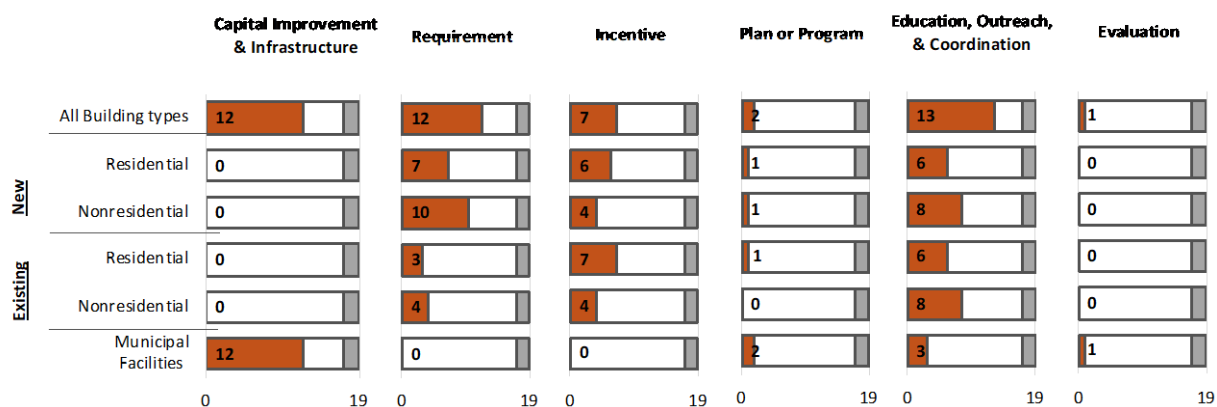 Capital Improvement
& Infrastructure
Requirement
Incentive
Plan or Program
Education, Outreach,
& Coordination
Evaluation
All Building types
12
12
7
2
13
1
New
Residential
0
7
6
1
6
0
Nonresidential
0
10
4
1
8
0
Existing
Residential
0
3
7
1
6
0
Nonresidential
0
4
4
0
8
0
Municipal
Facilities
12
0
0
2
3
1
0 19
0 19
0 19
0 19
0 19
0 19